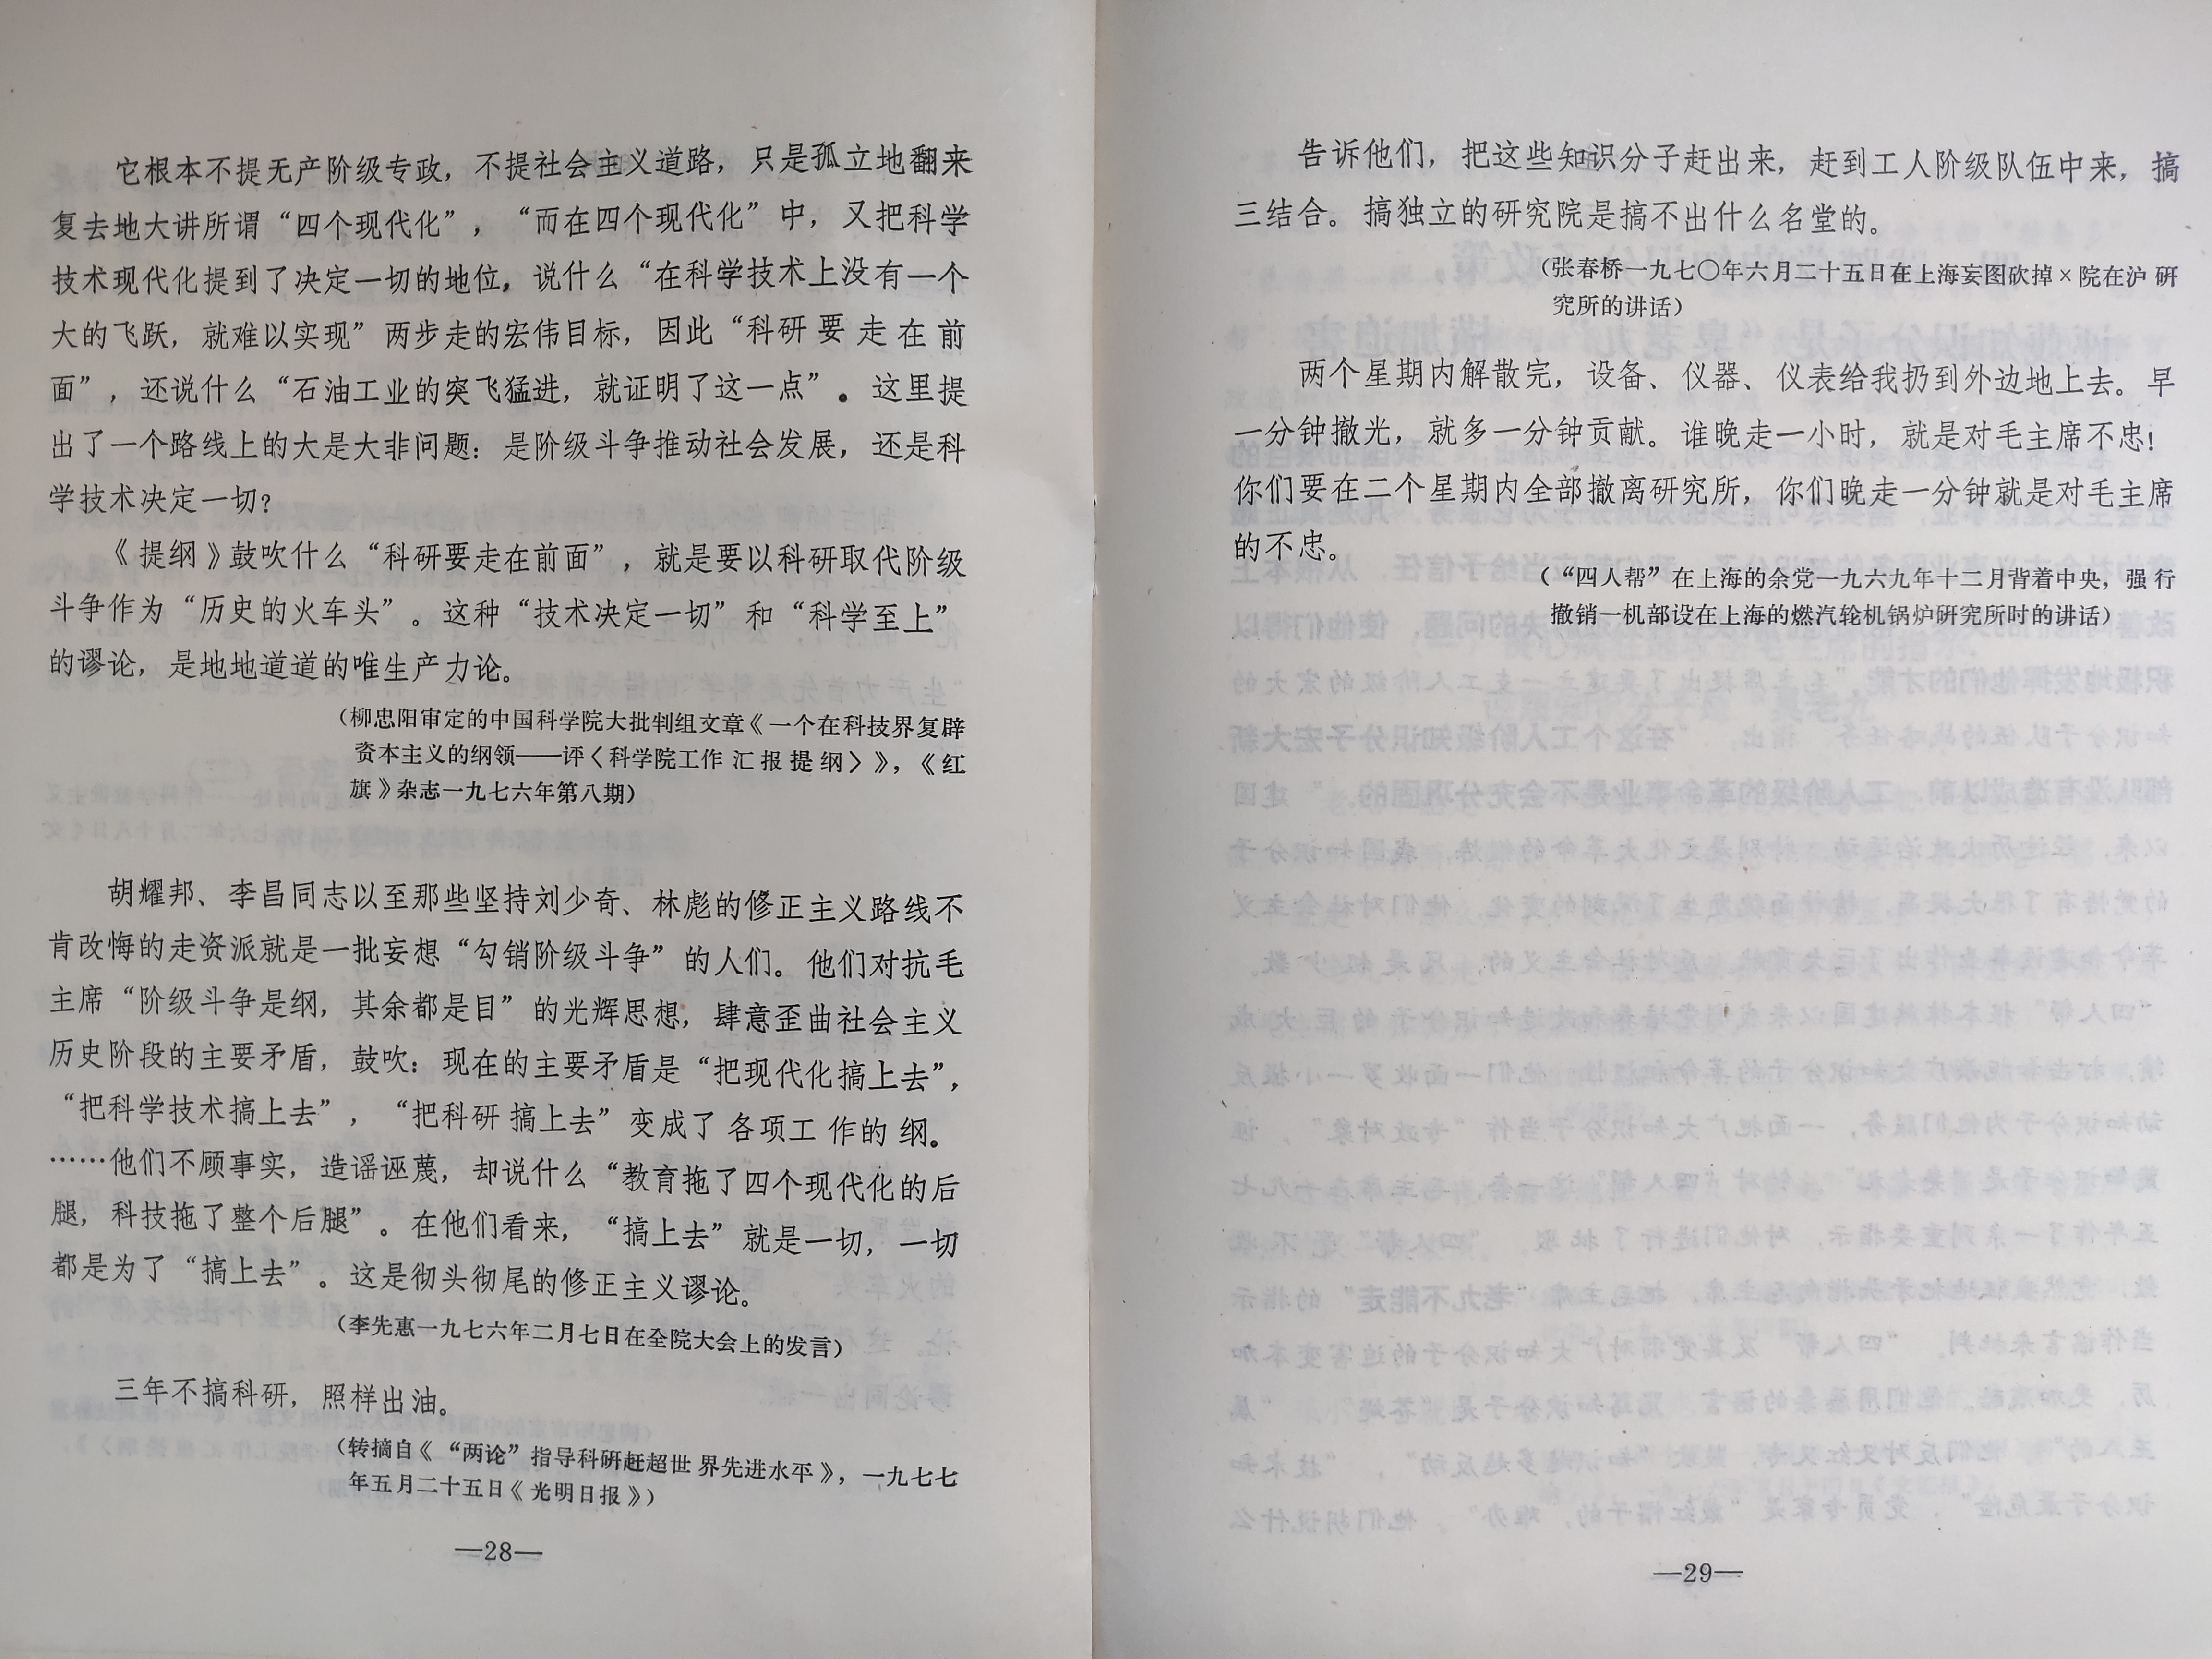 它根本不提无产阶级专政，不提社会主义道路，只是孤立地翻来
复去地大讲所谓“四个现代化”，“而在四个现代化”中，又把科学
技术现代化提到了决定一切的地位，说什么“在科学技术上没有一个
大的飞跃，就难以实现”两步走的宏伟目标，因此“科研要走在前
面”，还说什么“石油工业的突飞猛进，就证明了这一点”。这里提
出了一个路线上的大是大非问题：是阶级斗争推动社会发展，还是科
学技术决定一切？
《提纲》鼓吹什么“科研要走在前面”，就是要以科研取代阶级
斗争作为“历史的火车头”。这种“技术决定一切”和“科学至上”
的谬论，是地地道道的唯生产力论。
（柳忠阳审定的中国科学院大批判组文章《一个在科技界复辟
资本主义的纲领——评〈科学院工作汇报提纲〉》，《红
旗》杂志一九七六年第八期）
胡耀邦、李昌同志以至那些坚持刘少奇、林彪的修正主义路线不
肯改悔的走资派就是一批妄想“勾销阶级斗争”的人们。他们对抗毛
主席“阶级斗争是纲，其余都是目”的光辉思想，肆意歪曲社会主义
历史阶段的主要矛盾，鼓吹：现在的主要矛盾是“把现代化搞上去”，
“把科学技术搞上去”，“把科研搞上去”变成了各项工作的纲。
……他们不顾事实，造谣诬蔑，却说什么“教育拖了四个现代化的后
腿，科技拖了整个后腿”。在他们看来，“搞上去”就是一切，一切
都是为了“搞上去”。这是彻头彻尾的修正主义谬论。
（李先惠一九七六年二月七日在全院大会上的发言）
三年不搞科研，照样出油。
（转摘自《“两论”指导科研赶超世界先进水平》，一九七七
年五月二十五日《光明日报》）
—28—
告诉他们，把这些知识分子赶出来，赶到工人阶级队伍中来，搞
三结合。搞独立的研究院是搞不出什么名堂的。
（张春桥一九七〇年六月二十五日在上海妄图砍掉×院在沪研
究所的讲话）
两个星期内解散完，设备、仪器、仪表给我扔到外边地上去。早
一分钟撤光，就多一分钟贡献。谁晚走一小时，就是对毛主席不忠！
你们要在二个星期内全部撤离研究所，你们晚走一分钟就是对毛主席
的不忠。
（“四人帮”在上海的余党一九六九年十二月背着中央，强行
撤销一机部设在上海的燃汽轮机锅炉研究所时的讲话）
—29—